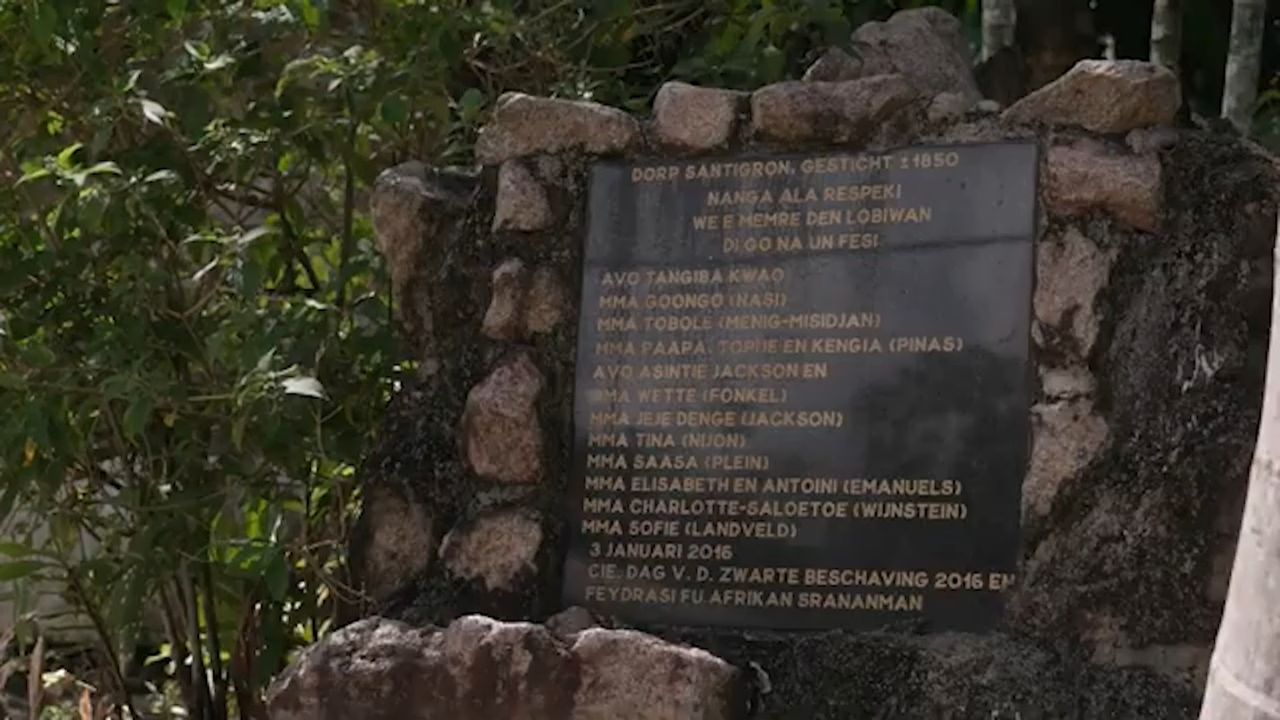 DORP SANTIGRON, GESTICHT ±1850
NANGA ALA RESPEKI
WE E MEMRE DEN LOBIWAN
DI GO NA UN FESI
AVO TANGIBA KWAO
MMA GOONGO (NASI)
MMA TOBOLE (MENIG-MISIDJAN)
MMA PAAPA, TOPIJE EN KENGIA (PINAS)
AVO ASINTIE JACKSON EN
MMA WETTE (FONKEL)
MMA JEJE DENGE (JACKSON)
MMA TINA (NIJON)
MMA SAASA (PLEIN)
MMA ELISABETH EN ANTOINI (EMANUELS)
MMA CHARLOTTE-SALOETOE (WIJNSTEIN)
MMA SOFIE (LANDVELD)
3 JANUARI 2016
CIE. DAG V. D. ZWARTE BESCHAVING 2016 EN
FEYDRASI FU AFRIKAN SRANANMAN